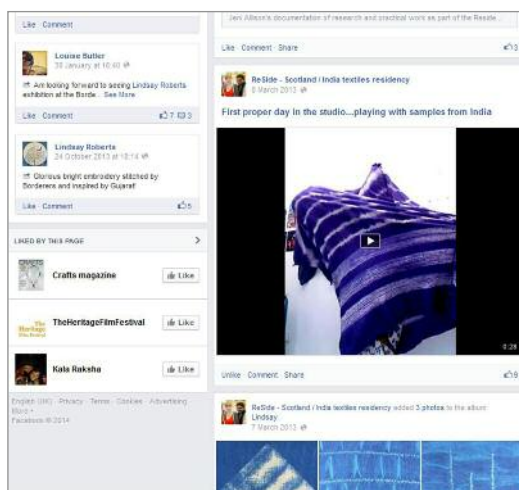 Like · Comment
Louise Butler
30 January at 10:40
Am looking forward to seeing Lindsay Roberts
exhibition at the Borde... See More
Like · Comment
7 3
Lindsay Roberts
24 October 2013 at 18:14
Glorious bright embroidery stitched by
Borderers and inspired by Gujarat!
Like · Comment
5
LIKED BY THIS PAGE
Crafts magazine
Like
TheHeritageFilmFestival
Like
Kala Raksha
Like
English (UK) · Privacy · Terms · Cookies · Advertising
More
Facebook © 2014
Jeni Allison's documentation of research and practical work as part of the Reside...
Like · Comment · Share
3
ReSide - Scotland / India textiles residency
8 March 2013
First proper day in the studio...playing with samples from India
0:28
Unlike · Comment · Share
9
ReSide - Scotland / India textiles residency added 3 photos to the album
Lindsay
7 March 2013